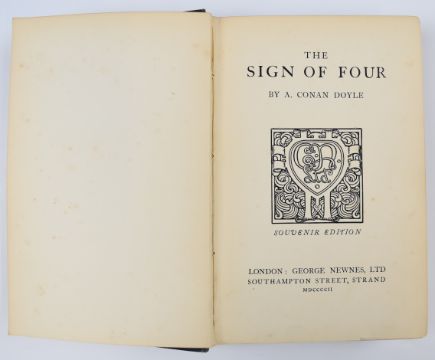 THE
SIGN OF FOUR
BY A. CONAN DOYLE
SOUVENIR EDITION
LONDON: GEORGE NEWNES, LTD
SOUTHAMPTON STREET, STRAND
MDCCCCII